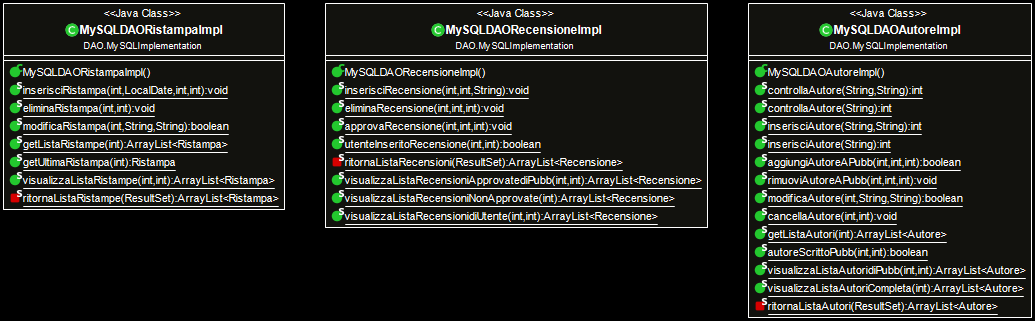 <<Java Class>>
MySQLDAORistampaImpl
DAO.MySQLImplementation
MySQLDAORistampaImpl()
inserisciRistampa(int,LocalDate,int,int):void
eliminaRistampa(int,int):void
modificaRistampa(int,String,String):boolean
getListaRistampe(int):ArrayList<Ristampa>
getUltimaRistampa(int):Ristampa
visualizzaListaRistampe(int,int):ArrayList<Ristampa>
ritornaListaRistampe(ResultSet):ArrayList<Ristampa>
<<Java Class>>
MySQLDAORecensioneImpl
DAO.MySQLImplementation
MySQLDAORecensioneImpl()
inserisciRecensione(int,int,String):void
eliminaRecensione(int,int,int):void
approvaRecensione(int,int,int):void
utenteInseritoRecensione(int,int):boolean
ritornaListaRecensioni(ResultSet):ArrayList<Recensione>
visualizzaListaRecensioniApprovatediPubb(int,int):ArrayList<Recensione>
visualizzaListaRecensioniNonApprovate(int):ArrayList<Recensione>
visualizzaListaRecensionidiUtente(int,int):ArrayList<Recensione>
<<Java Class>>
MySQLDAOAutoreImpl
DAO.MySQLImplementation
MySQLDAOAutoreImpl()
controllaAutore(String,String):int
controllaAutore(String):int
inserisciAutore(String,String):int
inserisciAutore(String):int
aggiungiAutoreAPubb(int,int,int):boolean
rimuoviAutoreAPubb(int,int,int):void
modificaAutore(int,String,String):boolean
cancellaAutore(int,int):void
getListaAutori(int):ArrayList<Autore>
autoreScrittoPubb(int,int):boolean
visualizzaListaAutoridiPubb(int,int):ArrayList<Autore>
visualizzaListaAutoriCompleta(int):ArrayList<Autore>
ritornaListaAutori(ResultSet):ArrayList<Autore>